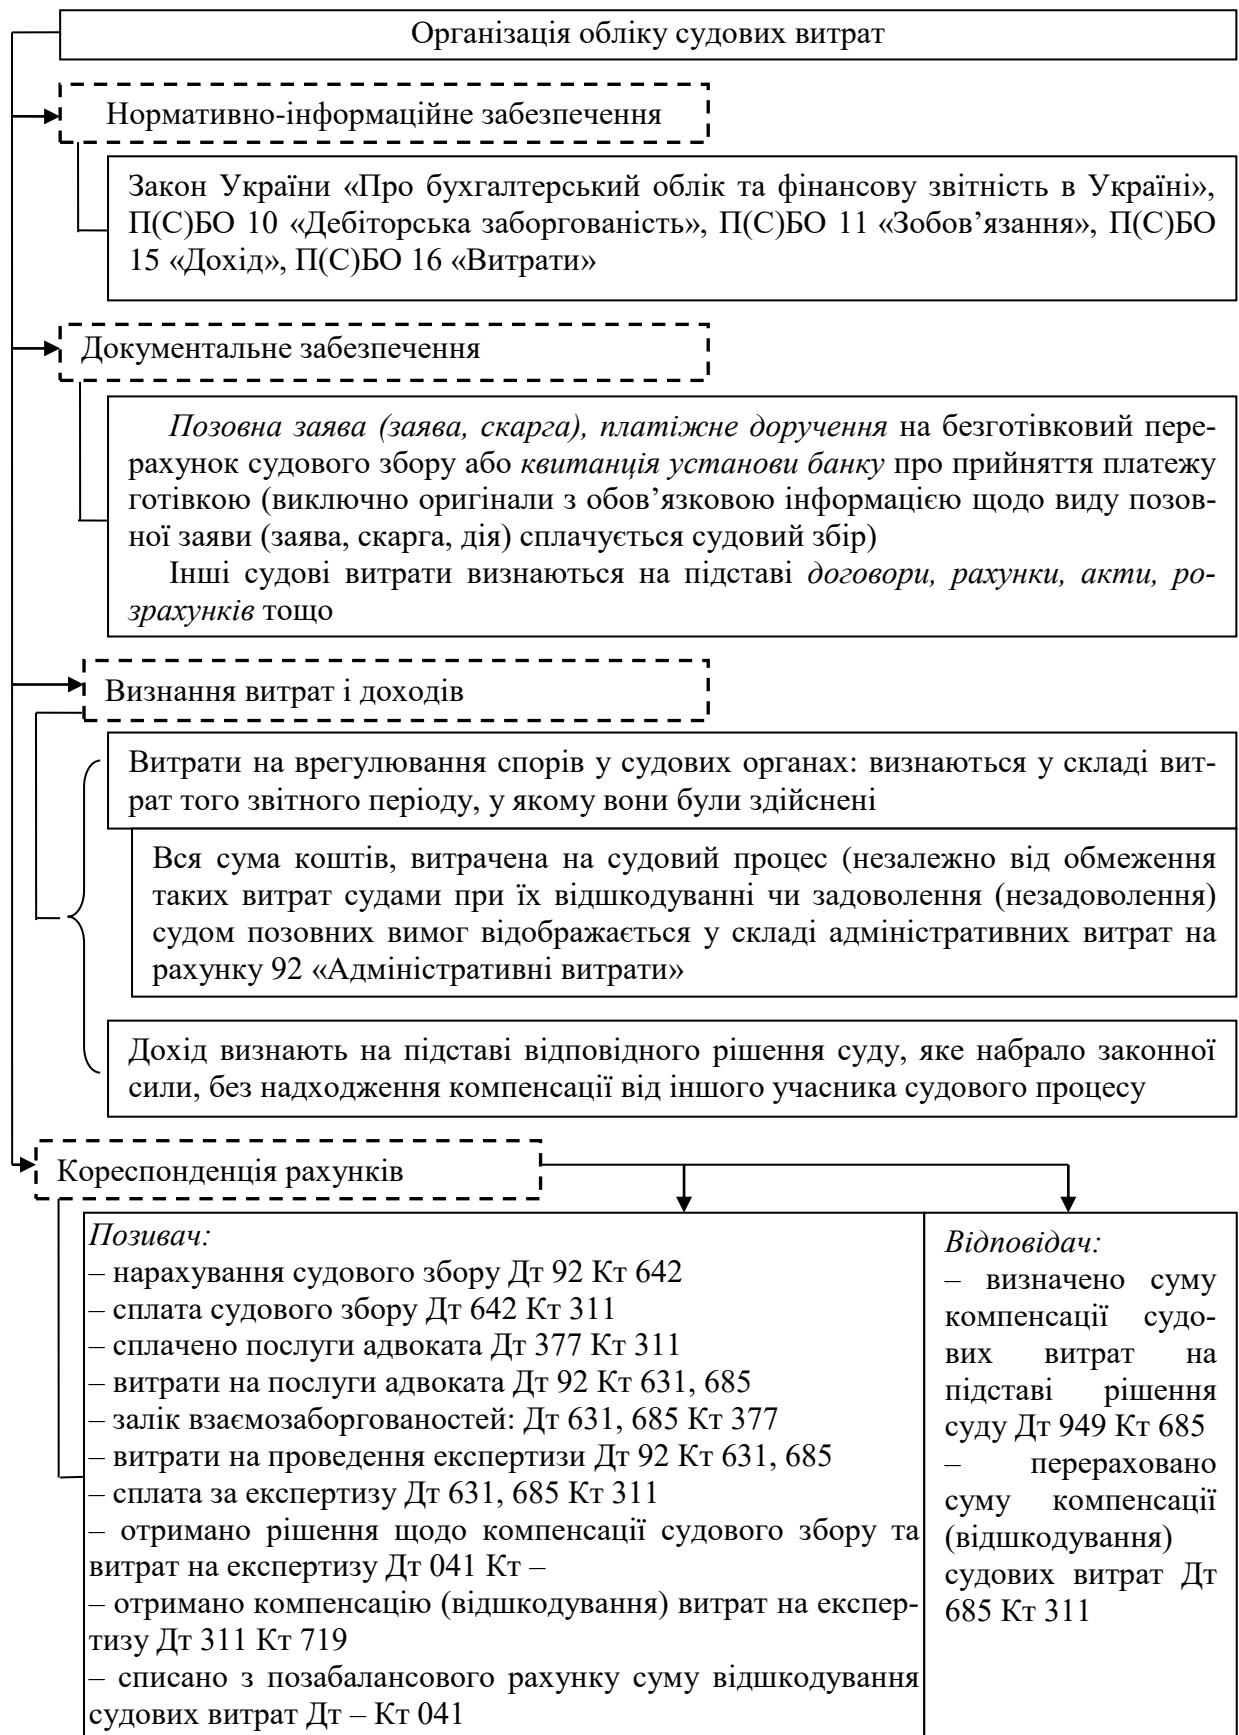 Організація обліку судових витрат
Нормативно-інформаційне забезпечення
Закон України «Про бухгалтерський облік та фінансову звітність в Україні»,
П(С)БО 10 «Дебіторська заборгованість», П(С)БО 11 «Зобов’язання», П(С)БО
15 «Дохід», П(С)БО 16 «Витрати»
Документальне забезпечення
Позовна заява (заява, скарга), платіжне доручення на безготівковий пере-
рахунок судового збору або квитанція установи банку про прийняття платежу
готівкою (виключно оригінали з обов’язковою інформацією щодо виду позов-
ної заяви (заява, скарга, дія) сплачується судовий збір)
Інші судові витрати визнаються на підставі договори, рахунки, акти, ро-
зрахунків тощо
Визнання витрат і доходів
Витрати на врегулювання спорів у судових органах: визнаються у складі вит-
рат того звітного періоду, у якому вони були здійснені
Вся сума коштів, витрачена на судовий процес (незалежно від обмеження
таких витрат судами при їх відшкодуванні чи задоволення (незадоволення)
судом позовних вимог відображається у складі адміністративних витрат на
рахунку 92 «Адміністративні витрати»
Дохід визнають на підставі відповідного рішення суду, яке набрало законної
сили, без надходження компенсації від іншого учасника судового процесу
Кореспонденція рахунків
Позивач:
– нарахування судового збору Дт 92 Кт 642
– сплата судового збору Дт 642 Кт 311
– сплачено послуги адвоката Дт 377 Кт 311
– витрати на послуги адвоката Дт 92 Кт 631, 685
– залік взаємозаборгованостей: Дт 631, 685 Кт 377
– витрати на проведення експертизи Дт 92 Кт 631, 685
– сплата за експертизу Дт 631, 685 Кт 311
– отримано рішення щодо компенсації судового збору та
витрат на експертизу Дт 041 Кт –
– отримано компенсацію (відшкодування) витрат на експер-
тизу Дт 311 Кт 719
– списано з позабалансового рахунку суму відшкодування
судових витрат Дт – Кт 041
Відповідач:
– визначено суму
компенсації судо-
вих витрат на
підставі рішення
суду Дт 949 Кт 685
– перераховано
суму компенсації
(відшкодування)
судових витрат Дт
685 Кт 311